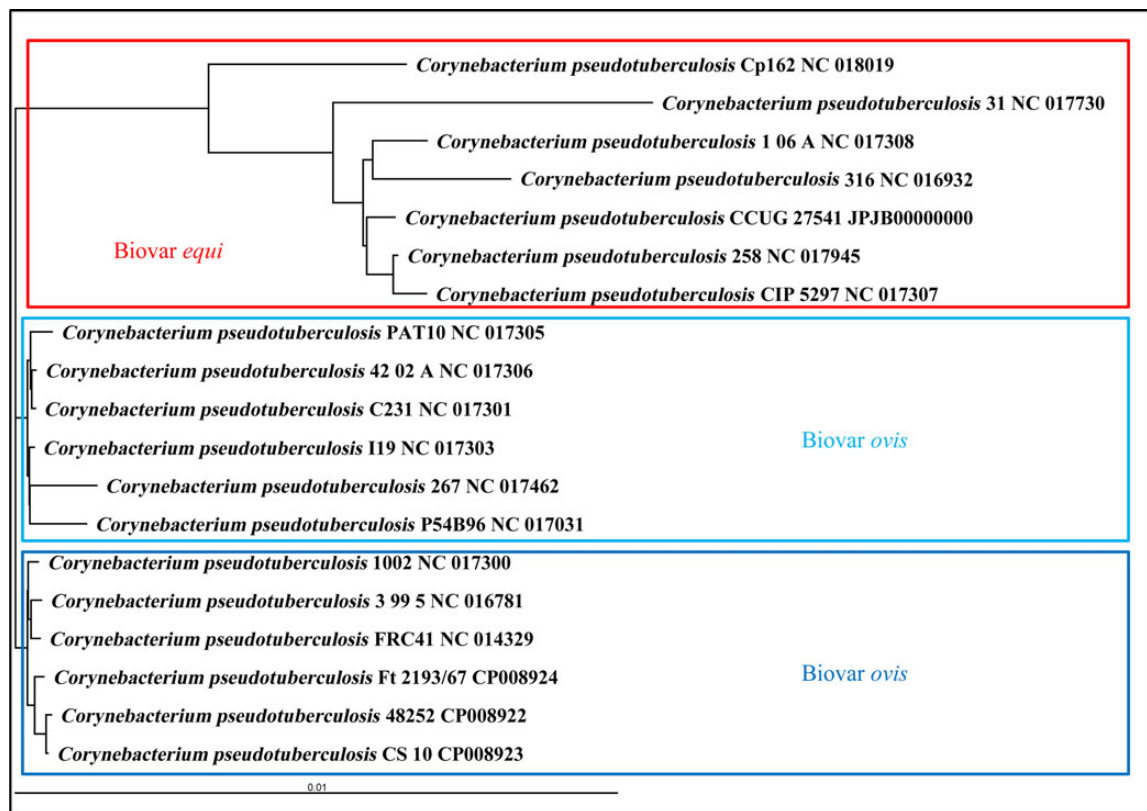 Corynebacterium pseudotuberculosis Cp162 NC 018019
Corynebacterium pseudotuberculosis 31 NC 017730
Corynebacterium pseudotuberculosis 1 06 A NC 017308
Corynebacterium pseudotuberculosis 316 NC 016932
Corynebacterium pseudotuberculosis CCUG 27541 JPJB00000000
Biovar equi
Corynebacterium pseudotuberculosis 258 NC 017945
Corynebacterium pseudotuberculosis CIP 5297 NC 017307
Corynebacterium pseudotuberculosis PAT10 NC 017305
Corynebacterium pseudotuberculosis 42 02 A NC 017306
Corynebacterium pseudotuberculosis C231 NC 017301
Corynebacterium pseudotuberculosis I19 NC 017303
Biovar ovis
Corynebacterium pseudotuberculosis 267 NC 017462
Corynebacterium pseudotuberculosis P54B96 NC 017031
Corynebacterium pseudotuberculosis 1002 NC 017300
Corynebacterium pseudotuberculosis 3 99 5 NC 016781
Corynebacterium pseudotuberculosis FRC41 NC 014329
Biovar ovis
Corynebacterium pseudotuberculosis Ft 2193/67 CP008924
Corynebacterium pseudotuberculosis 48252 CP008922
Corynebacterium pseudotuberculosis CS 10 CP008923
0.01